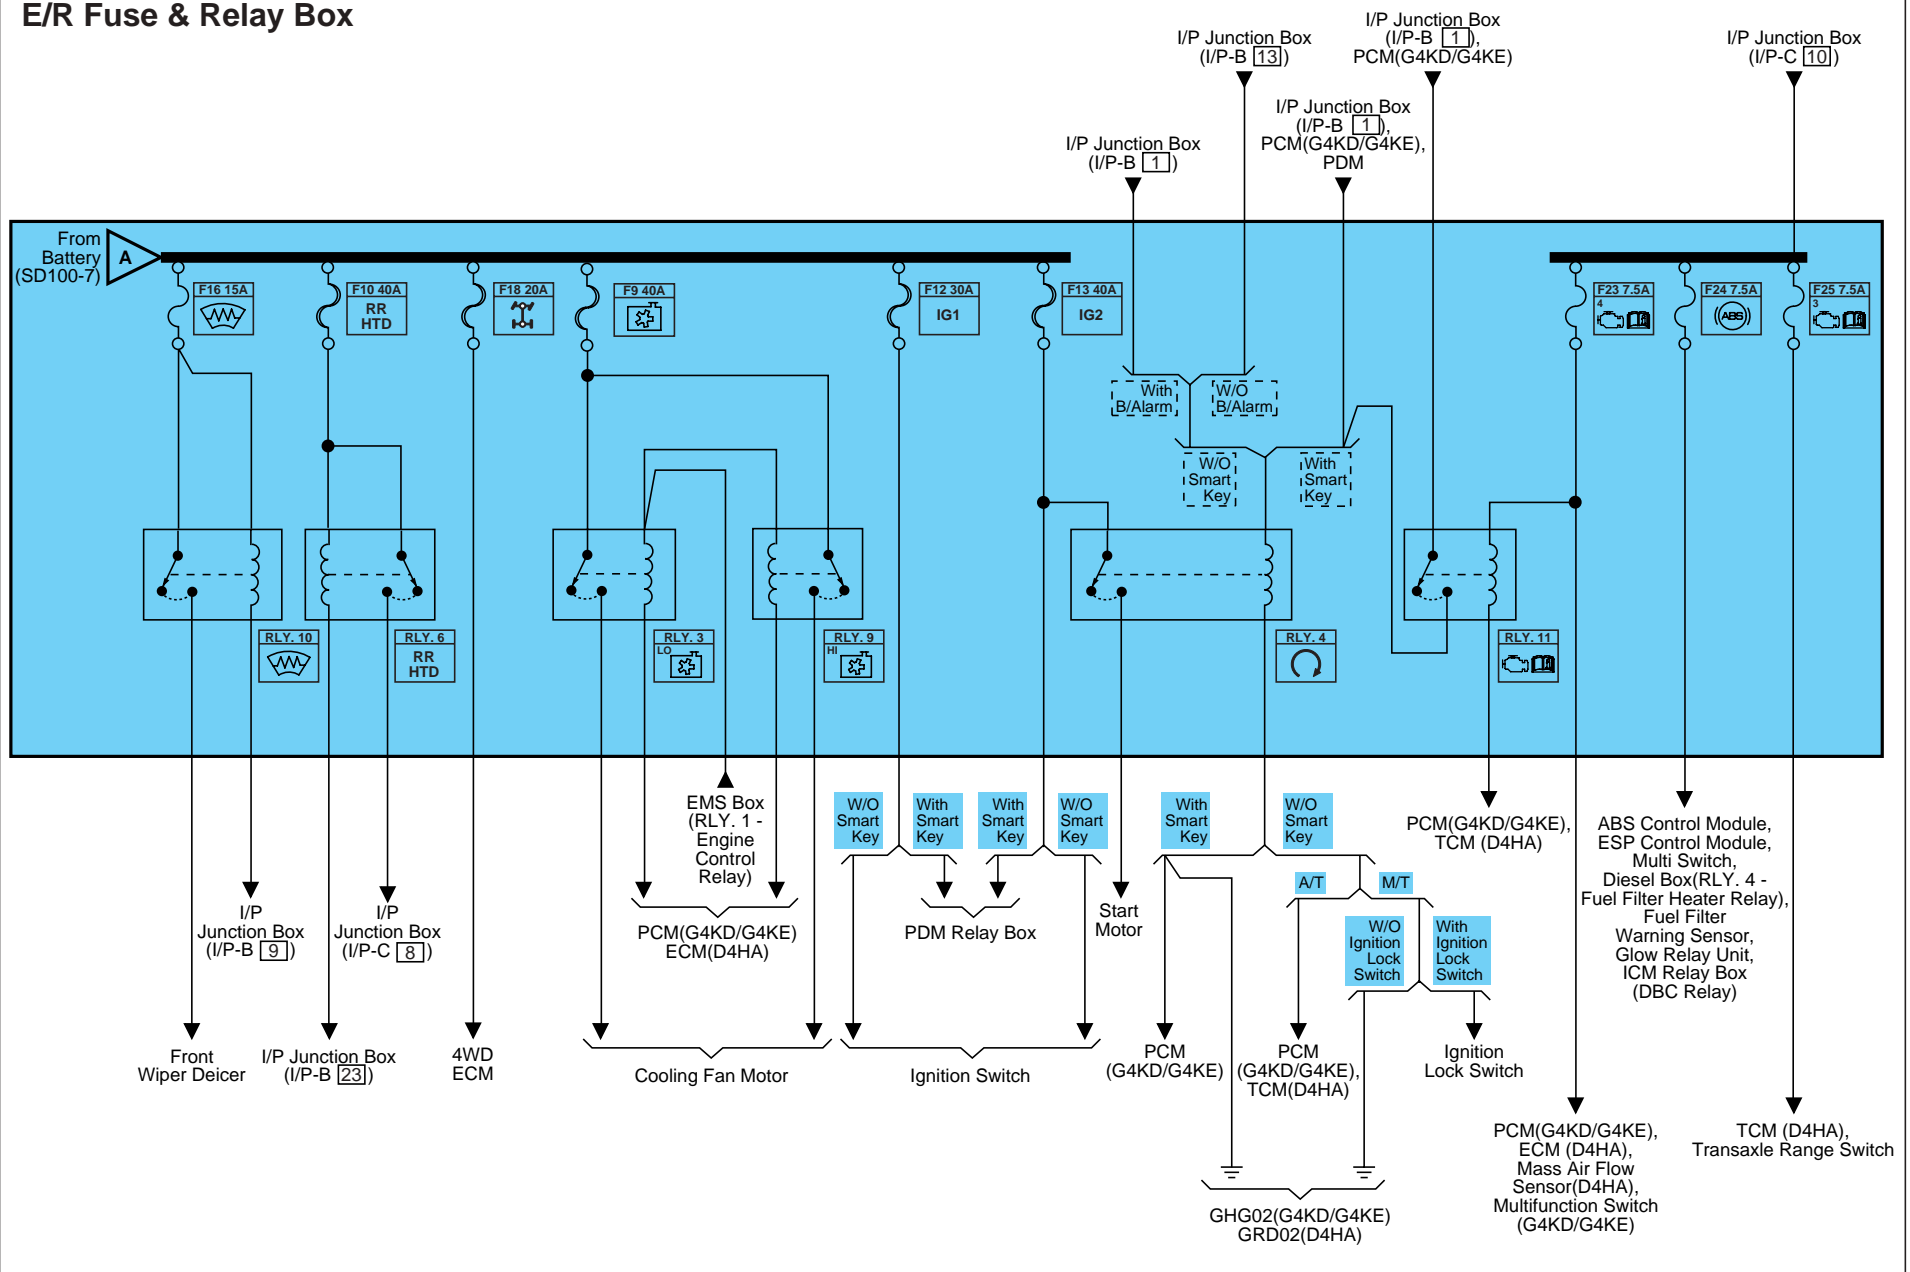 E/R Fuse & Relay Box
I/P Junction Box
(I/P-B 13)
I/P Junction Box
(I/P-B 1),
PCM(G4KD/G4KE)
I/P Junction Box
(I/P-C 10)
I/P Junction Box
(I/P-B 1)
I/P Junction Box
(I/P-B 1),
PCM(G4KD/G4KE),
PDM
From
Battery
(SD100-7)
A
F16 15A
F10 40A
RR
HTD
F18 20A
F9 40A
F12 30A
IG1
F13 40A
IG2
F23 7.5A
4
F24 7.5A
ABS
F25 7.5A
3
With
B/Alarm
W/O
B/Alarm
W/O
Smart
Key
With
Smart
Key
RLY. 10
RLY. 6
RR
HTD
RLY. 3
LO
RLY. 9
HI
RLY. 4
RLY. 11
I/P
Junction Box
(I/P-B 9)
I/P
Junction Box
(I/P-C 8)
EMS Box
(RLY. 1 -
Engine
Control
Relay)
W/O
Smart
Key
With
Smart
Key
With
Smart
Key
W/O
Smart
Key
With
Smart
Key
W/O
Smart
Key
A/T
M/T
W/O
Ignition
Lock
Switch
With
Ignition
Lock
Switch
PCM(G4KD/G4KE)
ECM(D4HA)
PDM Relay Box
Start
Motor
PCM(G4KD/G4KE),
TCM (D4HA)
ABS Control Module,
ESP Control Module,
Multi Switch,
Diesel Box(RLY. 4 -
Fuel Filter Heater Relay),
Fuel Filter
Warning Sensor,
Glow Relay Unit,
ICM Relay Box
(DBC Relay)
Front
Wiper Deicer
I/P Junction Box
(I/P-B 23)
4WD
ECM
Cooling Fan Motor
Ignition Switch
PCM
(G4KD/G4KE)
PCM
(G4KD/G4KE),
TCM(D4HA)
Ignition
Lock Switch
PCM(G4KD/G4KE),
ECM (D4HA),
Mass Air Flow
Sensor(D4HA),
Multifunction Switch
(G4KD/G4KE)
TCM (D4HA),
Transaxle Range Switch
GHG02(G4KD/G4KE)
GRD02(D4HA)